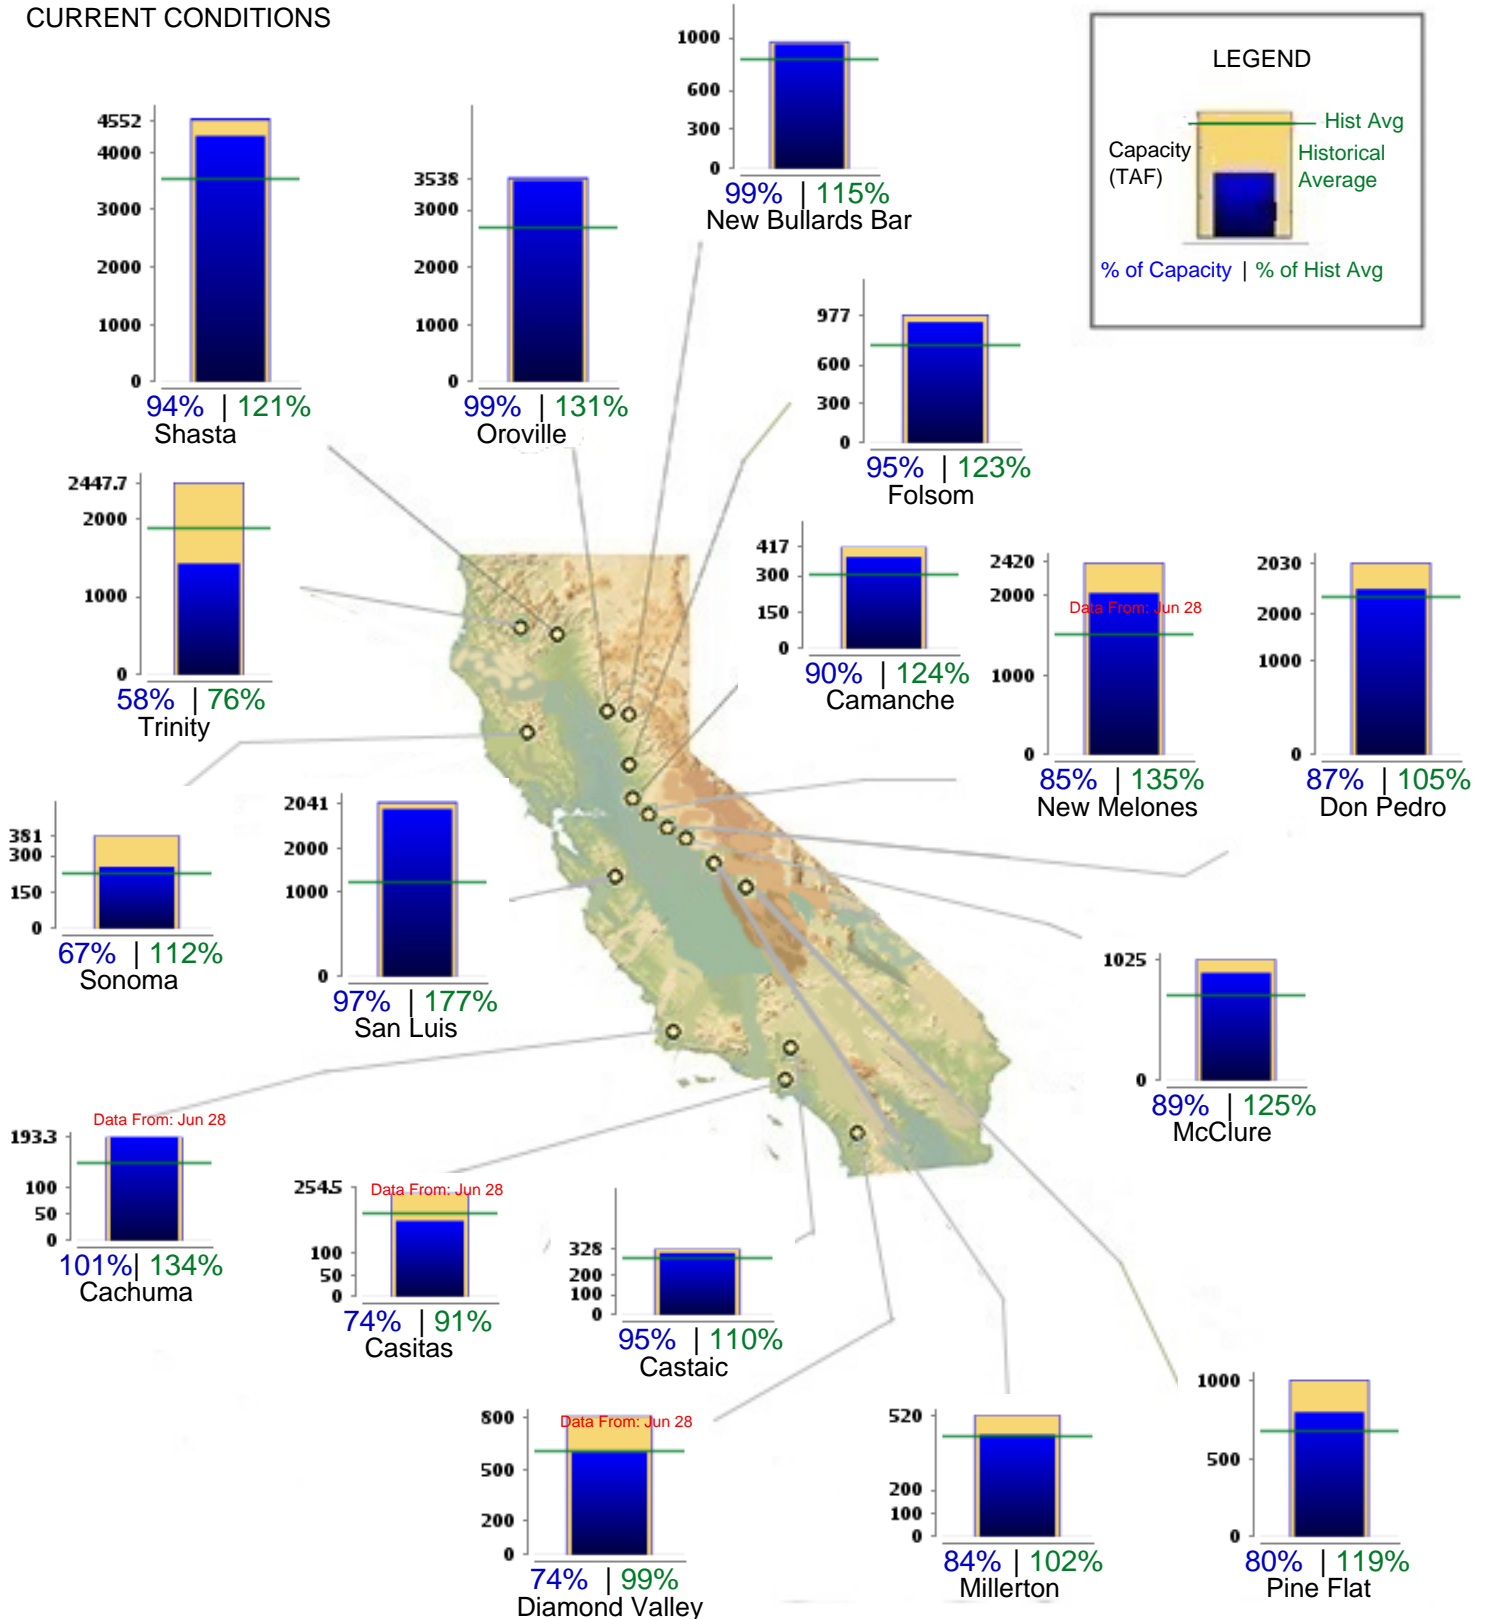 CURRENT CONDITIONS
LEGEND
Hist Avg
Capacity
(TAF)
Historical
Average
% of Capacity | % of Hist Avg
1000
600
300
0
99% | 115%
New Bullards Bar
4552
4000
3000
2000
1000
0
94% | 121%
Shasta
3538
3000
2000
1000
0
99% | 131%
Oroville
977
600
300
0
95% | 123%
Folsom
2447.7
2000
1000
0
58% | 76%
Trinity
417
300
150
0
90% | 124%
Camanche
2420
2000
1000
0
Data From: Jun 28
85% | 135%
New Melones
2030
2000
1000
0
87% | 105%
Don Pedro
381
300
150
0
67% | 112%
Sonoma
2041
2000
1000
0
97% | 177%
San Luis
1025
0
89% | 125%
McClure
Data From: Jun 28
193.3
100
50
0
101% | 134%
Cachuma
254.5
100
50
0
Data From: Jun 28
74% | 91%
Casitas
328
200
100
0
95% | 110%
Castaic
800
500
200
0
Data From: Jun 28
74% | 99%
Diamond Valley
520
200
100
0
84% | 102%
Millerton
1000
500
0
80% | 119%
Pine Flat